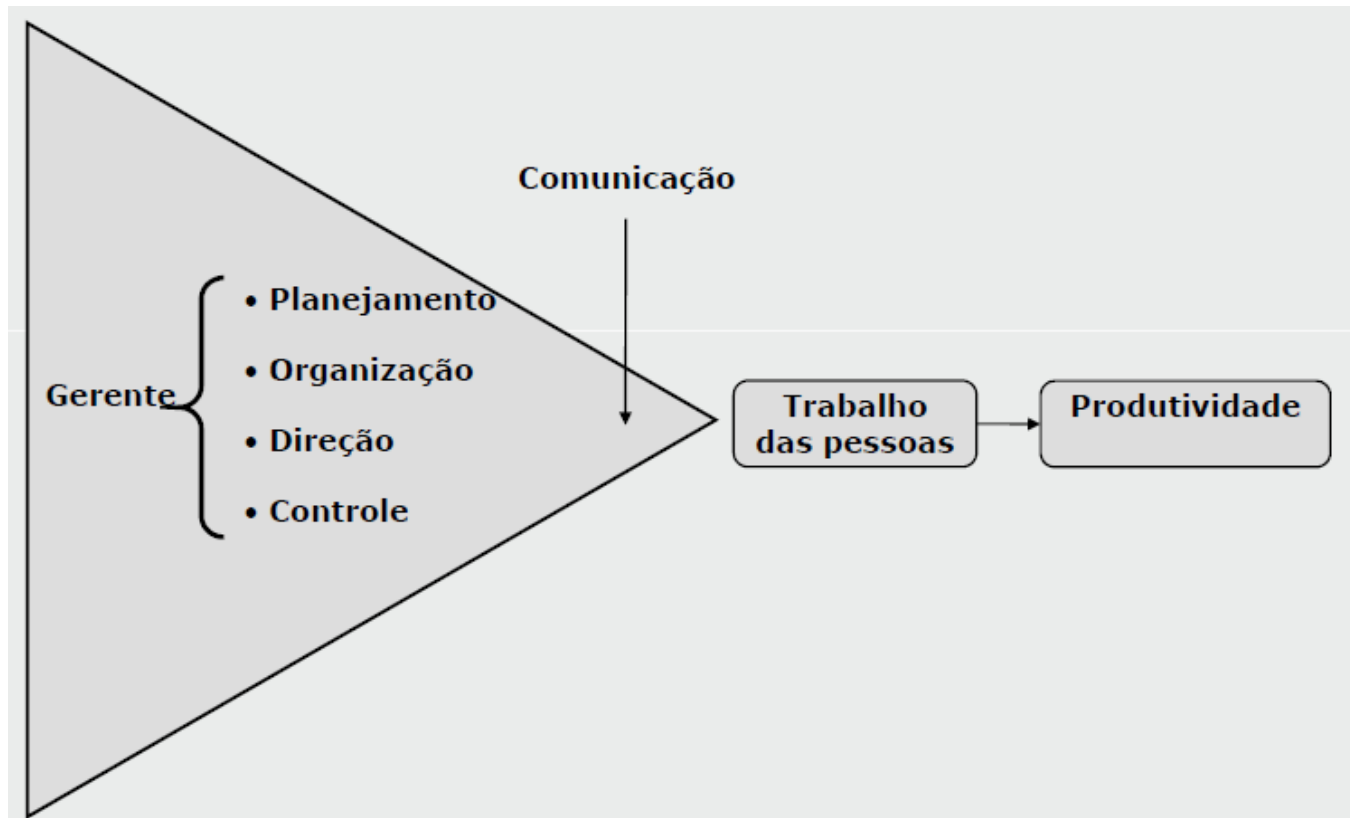 Comunicação
Gerente
• Planejamento
• Organização
• Direção
• Controle
Trabalho
das pessoas
Produtividade